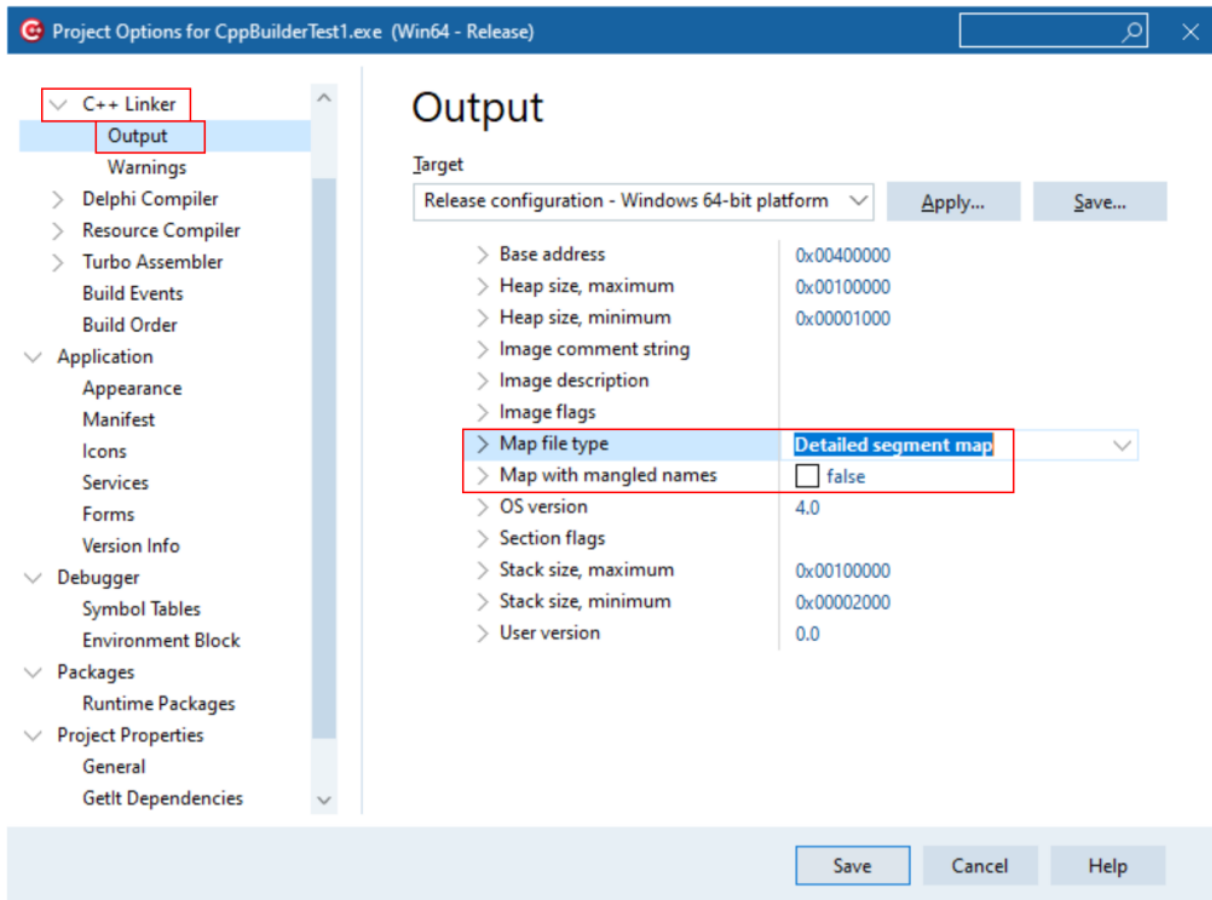 Project Options for CppBuilderTest1.exe (Win64 - Release)
C++ Linker
Output
Warnings
Delphi Compiler
Resource Compiler
Turbo Assembler
Build Events
Build Order
Application
Appearance
Manifest
Icons
Services
Forms
Version Info
Debugger
Symbol Tables
Environment Block
Packages
Runtime Packages
Project Properties
General
GetIt Dependencies
Output
Target
Release configuration - Windows 64-bit platform Apply... Save...
Base address 0x00400000
Heap size, maximum 0x00100000
Heap size, minimum 0x00001000
Image comment string
Image description
Image flags
Map file type Detailed segment map
Map with mangled names false
OS version 4.0
Section flags
Stack size, maximum 0x00100000
Stack size, minimum 0x00002000
User version 0.0
Save Cancel Help